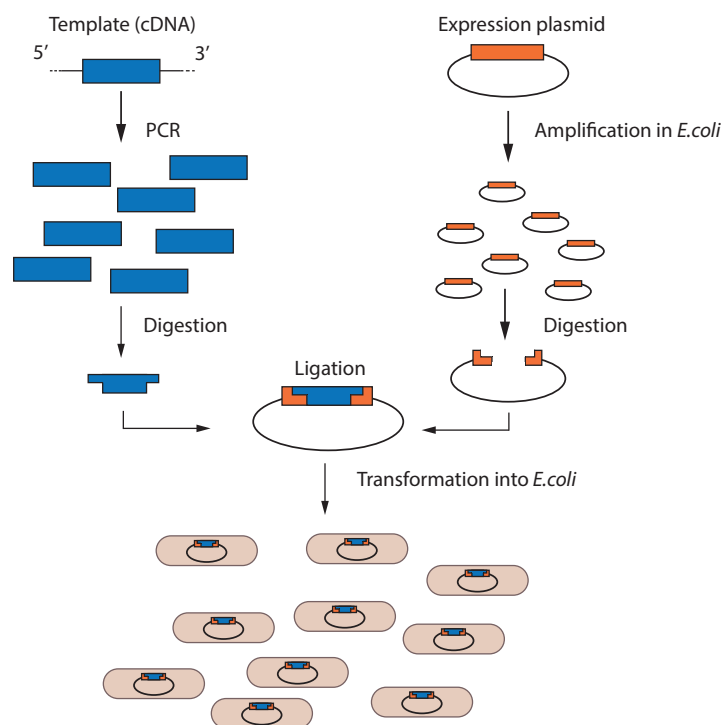 Template (cDNA)
5’ 3’
PCR
Digestion
Expression plasmid
Amplification in E.coli
Digestion
Ligation
Transformation into E.coli